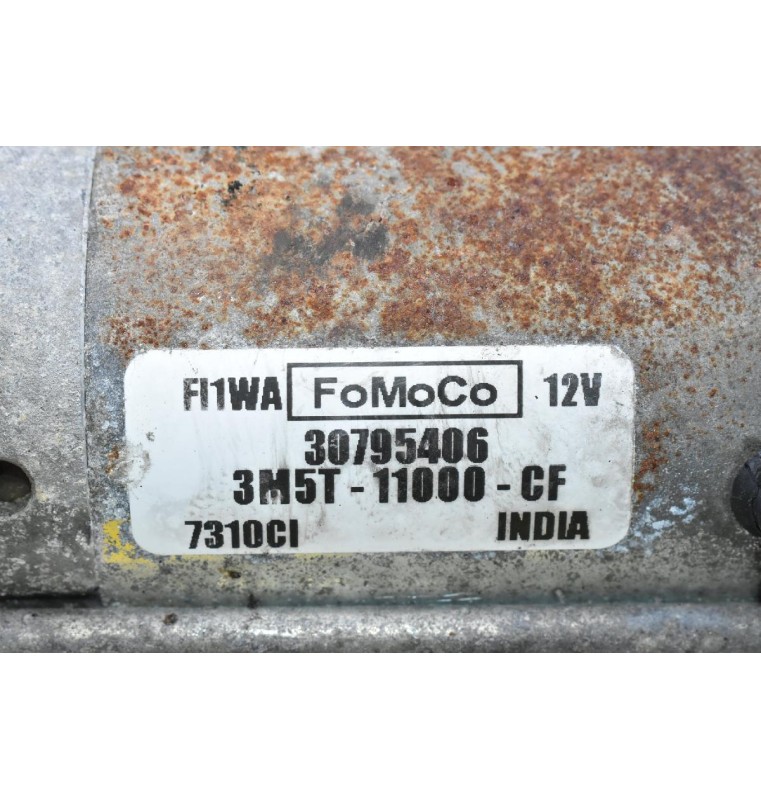 FI1WA FoMoCo 12V
30795406
3M5T - 11000 - CF
7310CI INDIA